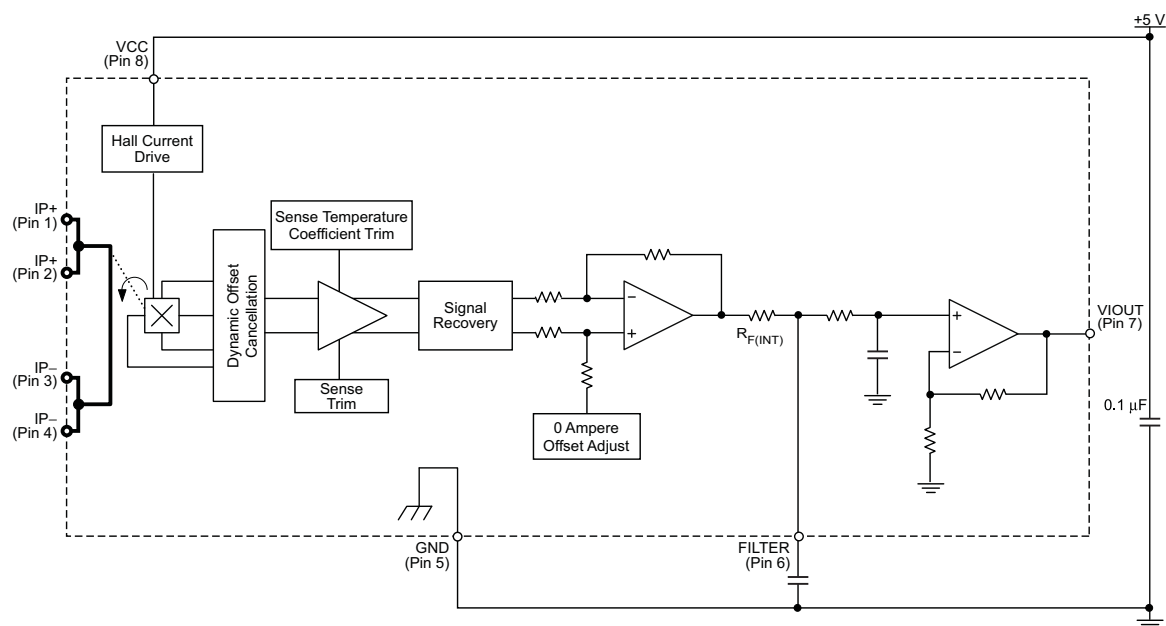 +5 V
VCC
(Pin 8)
Hall Current
Drive
IP+
(Pin 1)
IP+
(Pin 2)
IP−
(Pin 3)
IP−
(Pin 4)
Dynamic Offset
Cancellation
Sense Temperature
Coefficient Trim
Sense
Trim
Signal
Recovery
0 Ampere
Offset Adjust
−
+
RF(INT)
+
−
VIOUT
(Pin 7)
0.1 μF
GND
(Pin 5)
FILTER
(Pin 6)